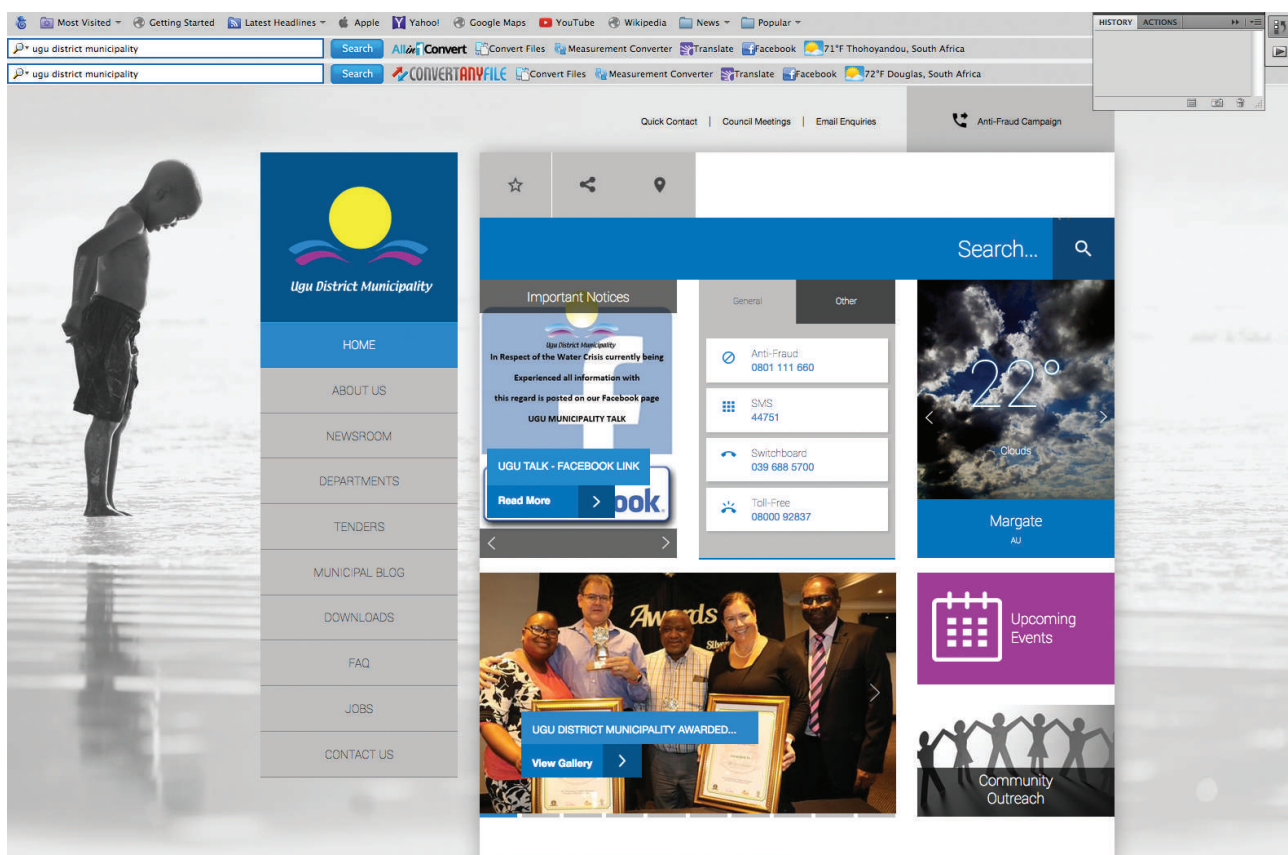 Most Visited
Getting Started
Latest Headlines
Apple
Yahoo!
Google Maps
YouTube
Wikipedia
News
Popular
HISTORY
ACTIONS
ugu district municipality
Search
All in 1 Convert
Convert Files
Measurement Converter
Translate
Facebook
71°F Thohoyandou, South Africa
ugu district municipality
Search
CONVERTANYFILE
Convert Files
Measurement Converter
Translate
Facebook
72°F Douglas, South Africa
Quick Contact | Council Meetings | Email Enquiries
Anti-Fraud Campaign
Ugu District Municipality
HOME
ABOUT US
NEWSROOM
DEPARTMENTS
TENDERS
MUNICIPAL BLOG
DOWNLOADS
FAQ
JOBS
CONTACT US
Search...
Important Notices
Ugu District Municipality
In Respect of the Water Crisis currently being
Experienced all information with
this regard is posted on our Facebook page
UGU MUNICIPALITY TALK
UGU TALK - FACEBOOK LINK
Read More
ook
General
Other
Anti-Fraud
0801 111 660
SMS
44751
Switchboard
039 688 5700
Toll-Free
08000 92837
22°
Clouds
Margate
AU
Awards
Silver
UGU DISTRICT MUNICIPALITY AWARDED...
View Gallery
Upcoming
Events
Community
Outreach